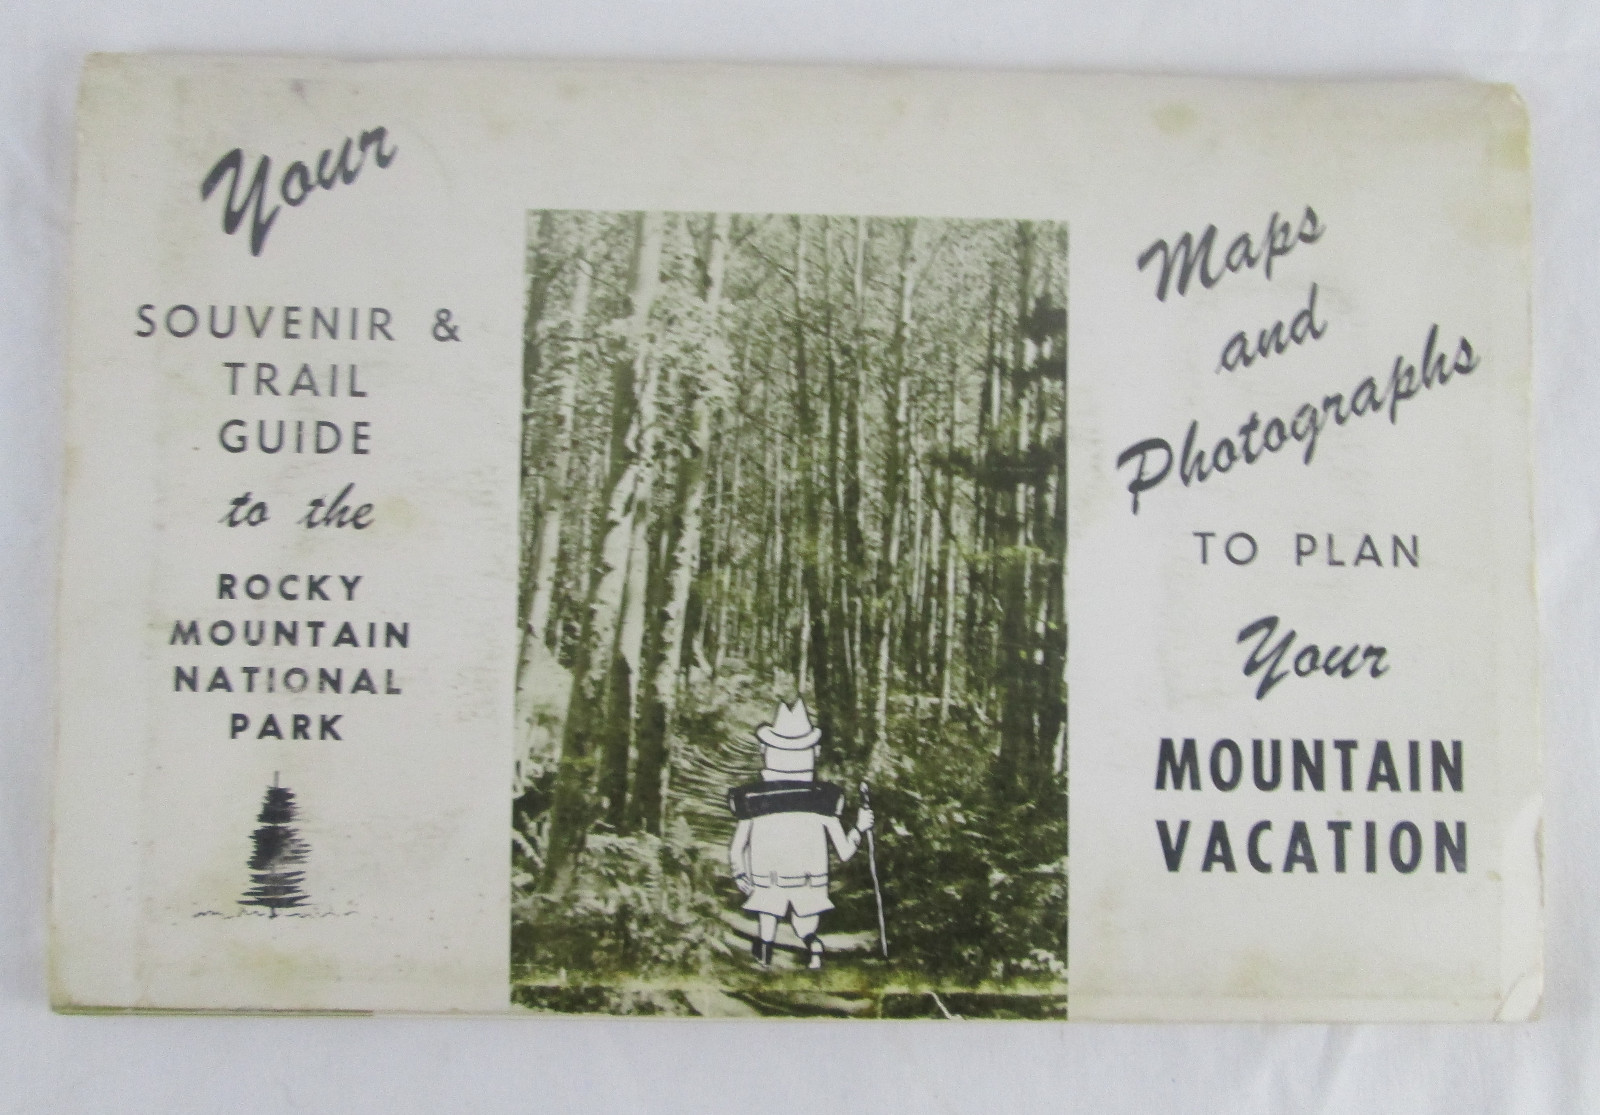 Your
SOUVENIR &
TRAIL
GUIDE
to the
ROCKY
MOUNTAIN
NATIONAL
PARK
Maps
and
Photographs
TO PLAN
Your
MOUNTAIN
VACATION